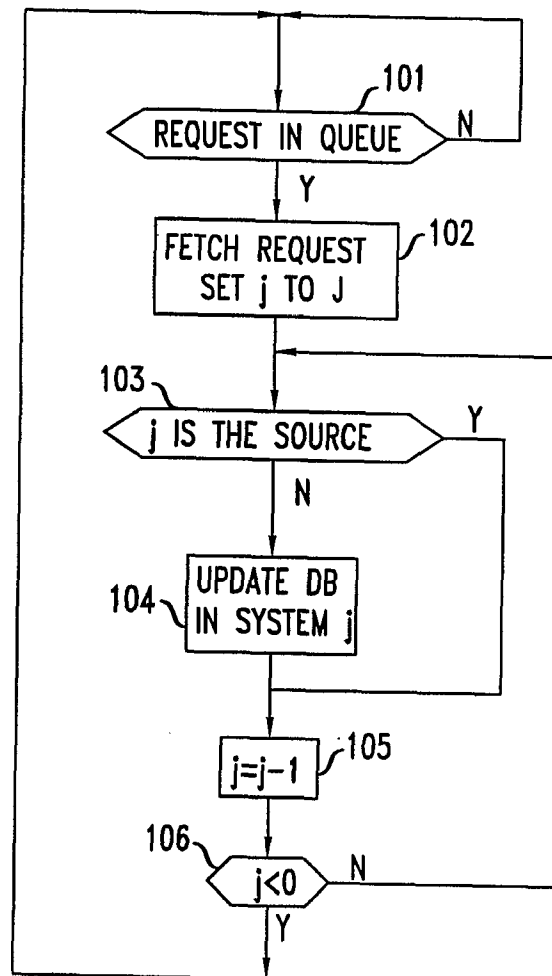 101
REQUEST IN QUEUE
N
Y
102
FETCH REQUEST
SET j TO J
103
j IS THE SOURCE
Y
N
104
UPDATE DB
IN SYSTEM j
105
j=j-1
106
j<0
N
Y